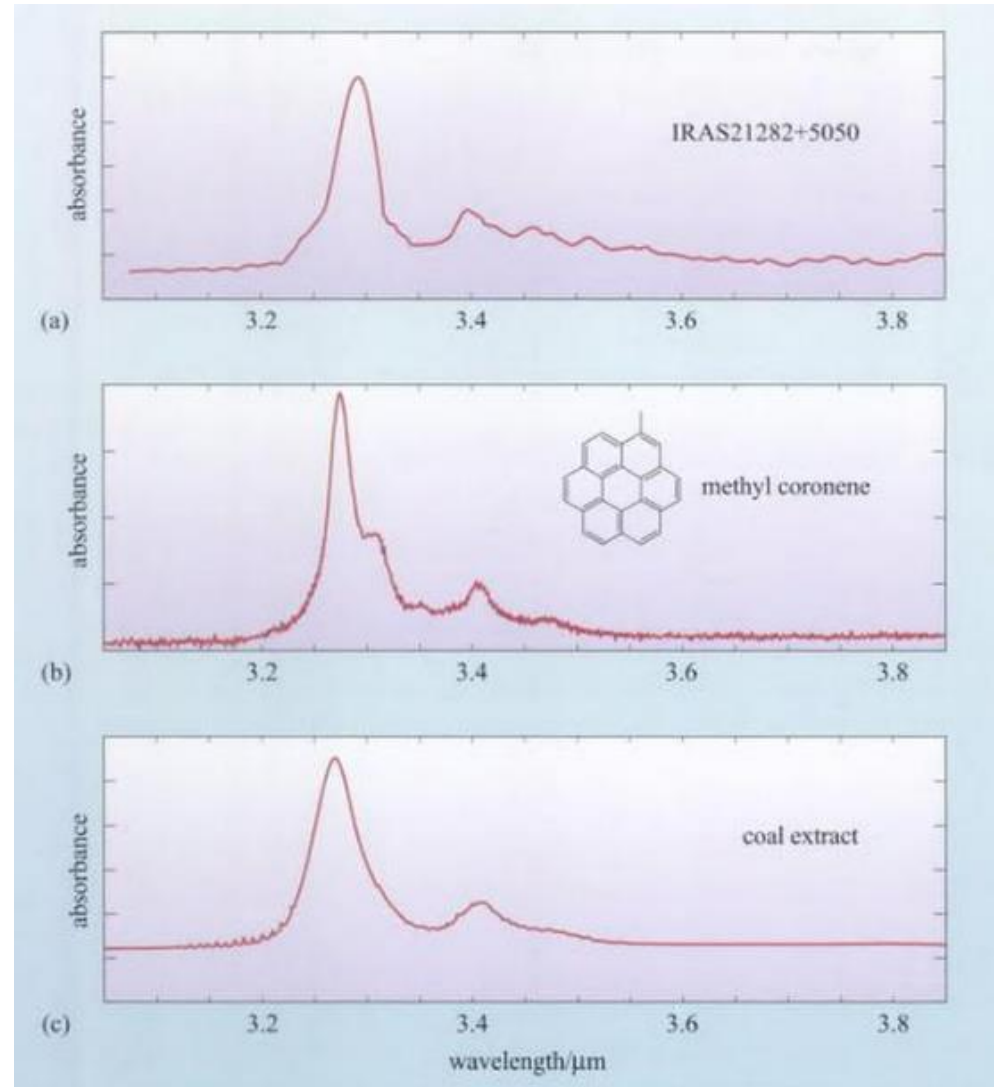 absorbance
IRAS21282+5050
(a)
3.2 3.4 3.6 3.8
absorbance
methyl coronene
(b)
3.2 3.4 3.6 3.8
absorbance
coal extract
(c)
3.2 3.4 3.6 3.8
wavelength/μm